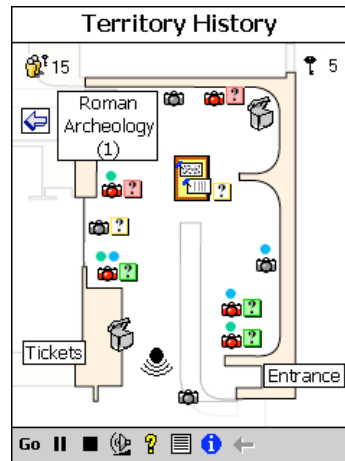 Territory History
15
5
Roman
Archeology
(1)
?
?
?
?
?
?
?
Tickets
Entrance
Go
?
i